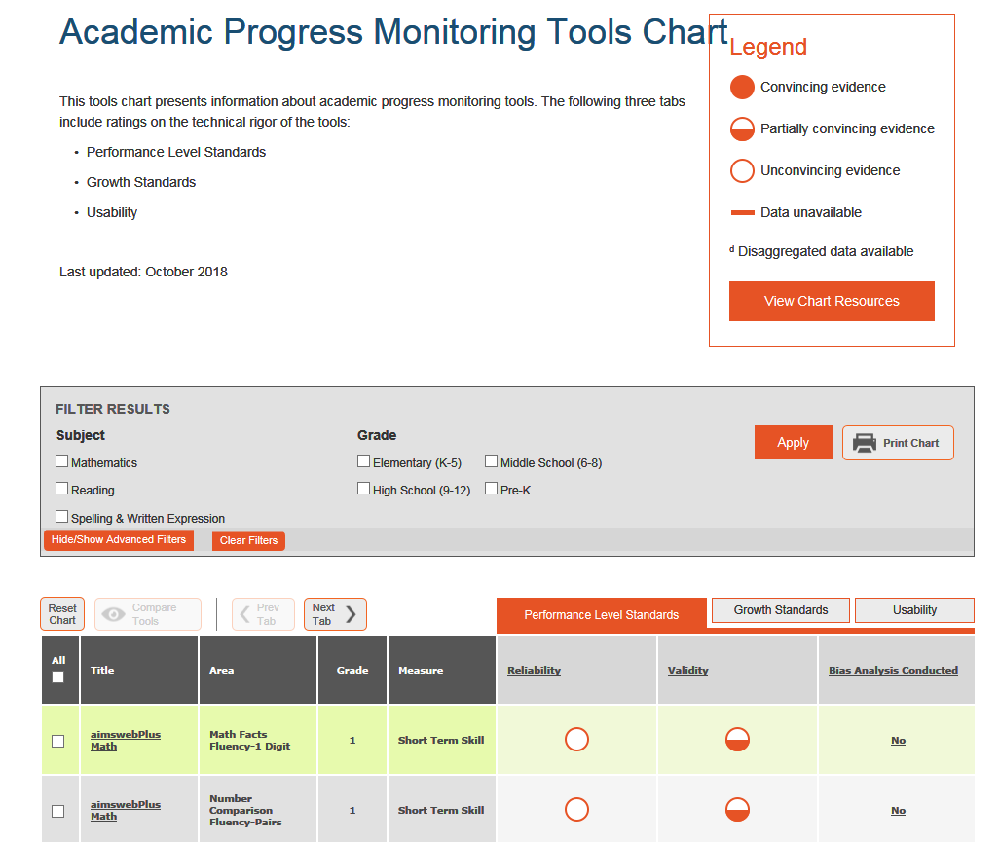 Academic Progress Monitoring Tools Chart
This tools chart presents information about academic progress monitoring tools. The following three tabs
include ratings on the technical rigor of the tools:
• Performance Level Standards
• Growth Standards
• Usability
Last updated: October 2018
Legend
Convincing evidence
Partially convincing evidence
Unconvincing evidence
Data unavailable
d Disaggregated data available
View Chart Resources
FILTER RESULTS
Subject
Mathematics
Reading
Spelling & Written Expression
Grade
Elementary (K-5) Middle School (6-8)
High School (9-12) Pre-K
Apply
Print Chart
Hide/Show Advanced Filters Clear Filters
Reset
Chart
Compare
Tools
Prev
Tab
Next
Tab
Performance Level Standards Growth Standards Usability
All
Title Area Grade Measure Reliability Validity Bias Analysis Conducted
aimswebPlus
Math
Math Facts
Fluency-1 Digit
1 Short Term Skill No
aimswebPlus
Math
Number
Comparison
Fluency-Pairs
1 Short Term Skill No